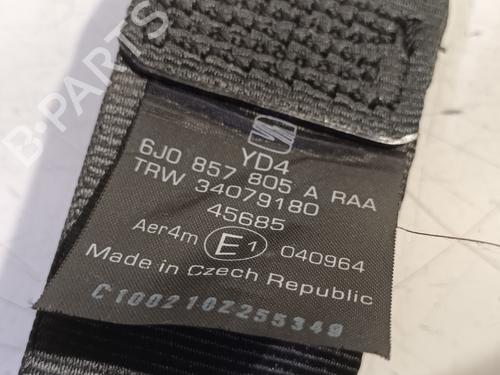 B-PARTS
YD4
6J0 857 805 A RAA
TRW 34079180
45685
Aer4m E1 040964
Made in Czech Republic
C1002102255349